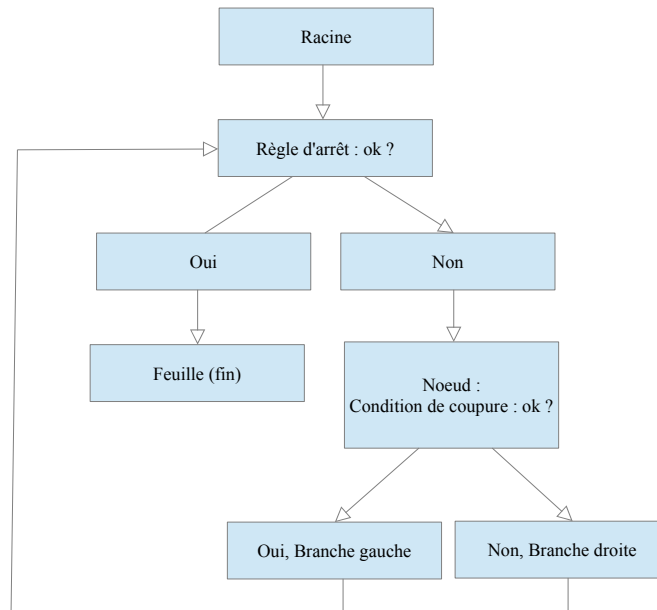 Racine
Règle d'arrêt : ok ?
Oui
Non
Feuille (fin)
Noeud :
Condition de coupure : ok ?
Oui, Branche gauche
Non, Branche droite